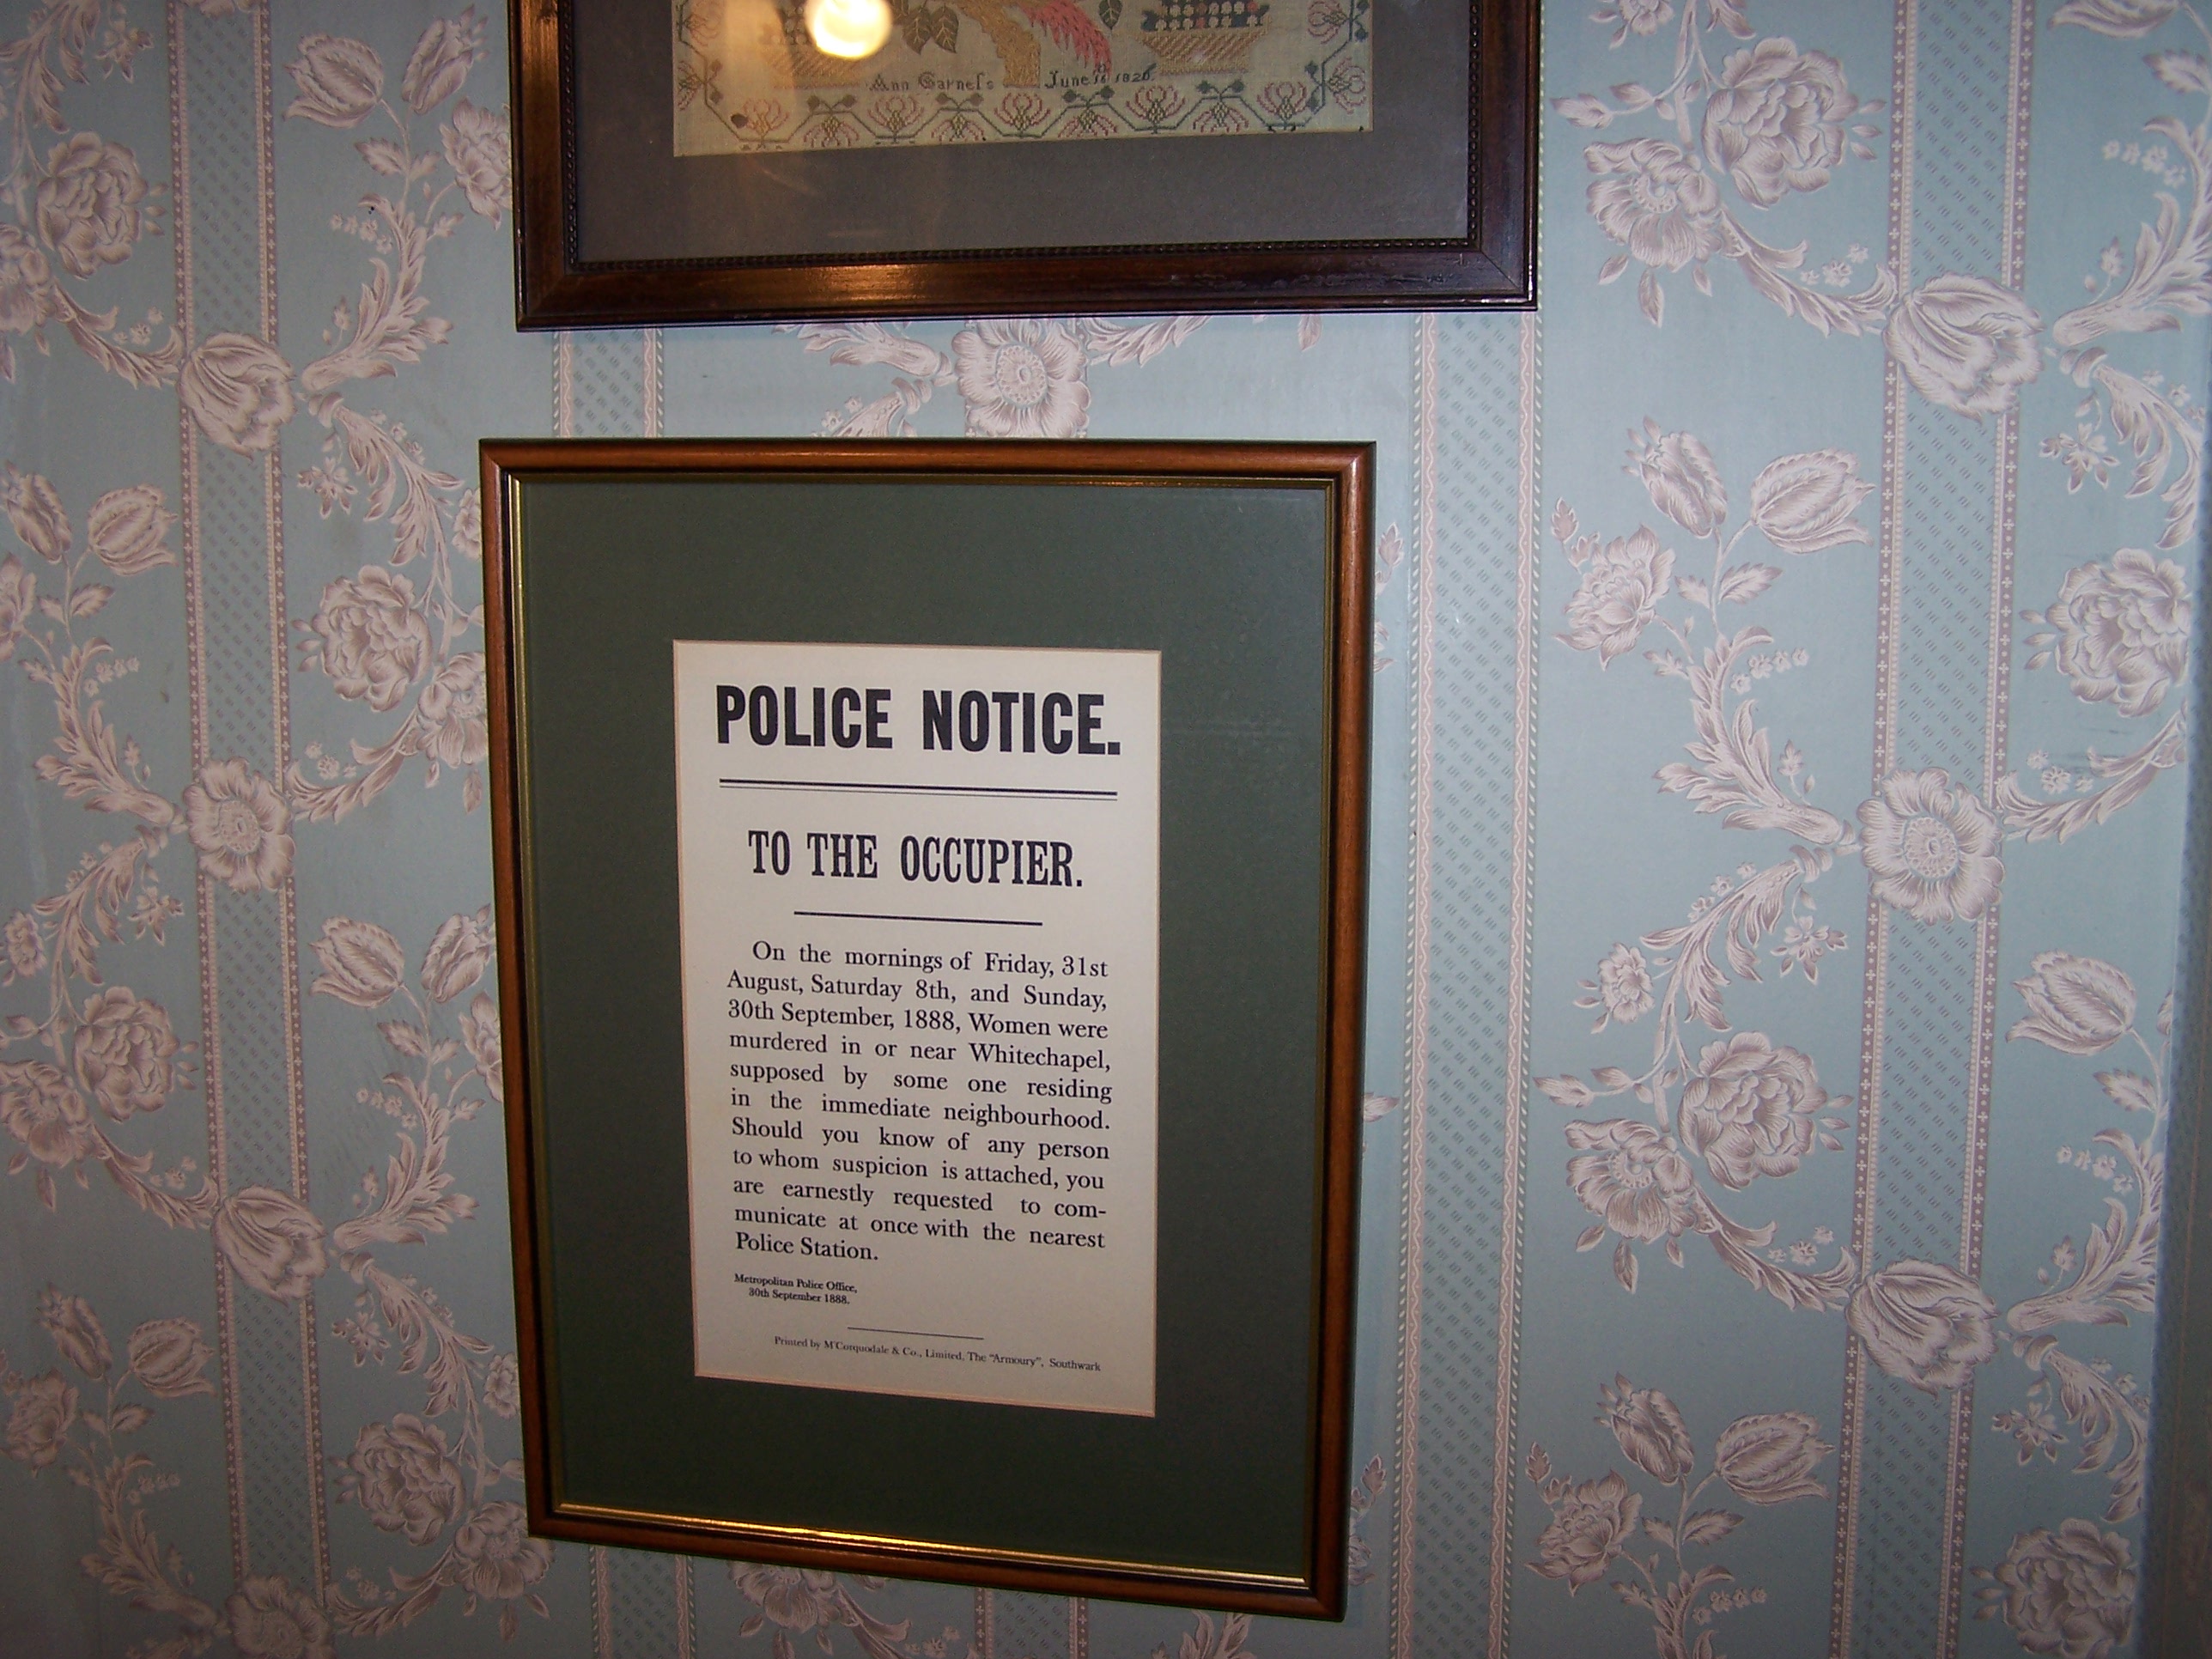 Ann Garnels June 16 1820
POLICE NOTICE.
TO THE OCCUPIER.
On the mornings of Friday, 31st
August, Saturday 8th, and Sunday,
30th September, 1888, Women were
murdered in or near Whitechapel,
supposed by some one residing
in the immediate neighbourhood.
Should you know of any person
to whom suspicion is attached, you
are earnestly requested to com-
municate at once with the nearest
Police Station.
Metropolitan Police Office,
30th September 1888.
Printed by M'Corquodale & Co., Limited, The "Armoury", Southwark